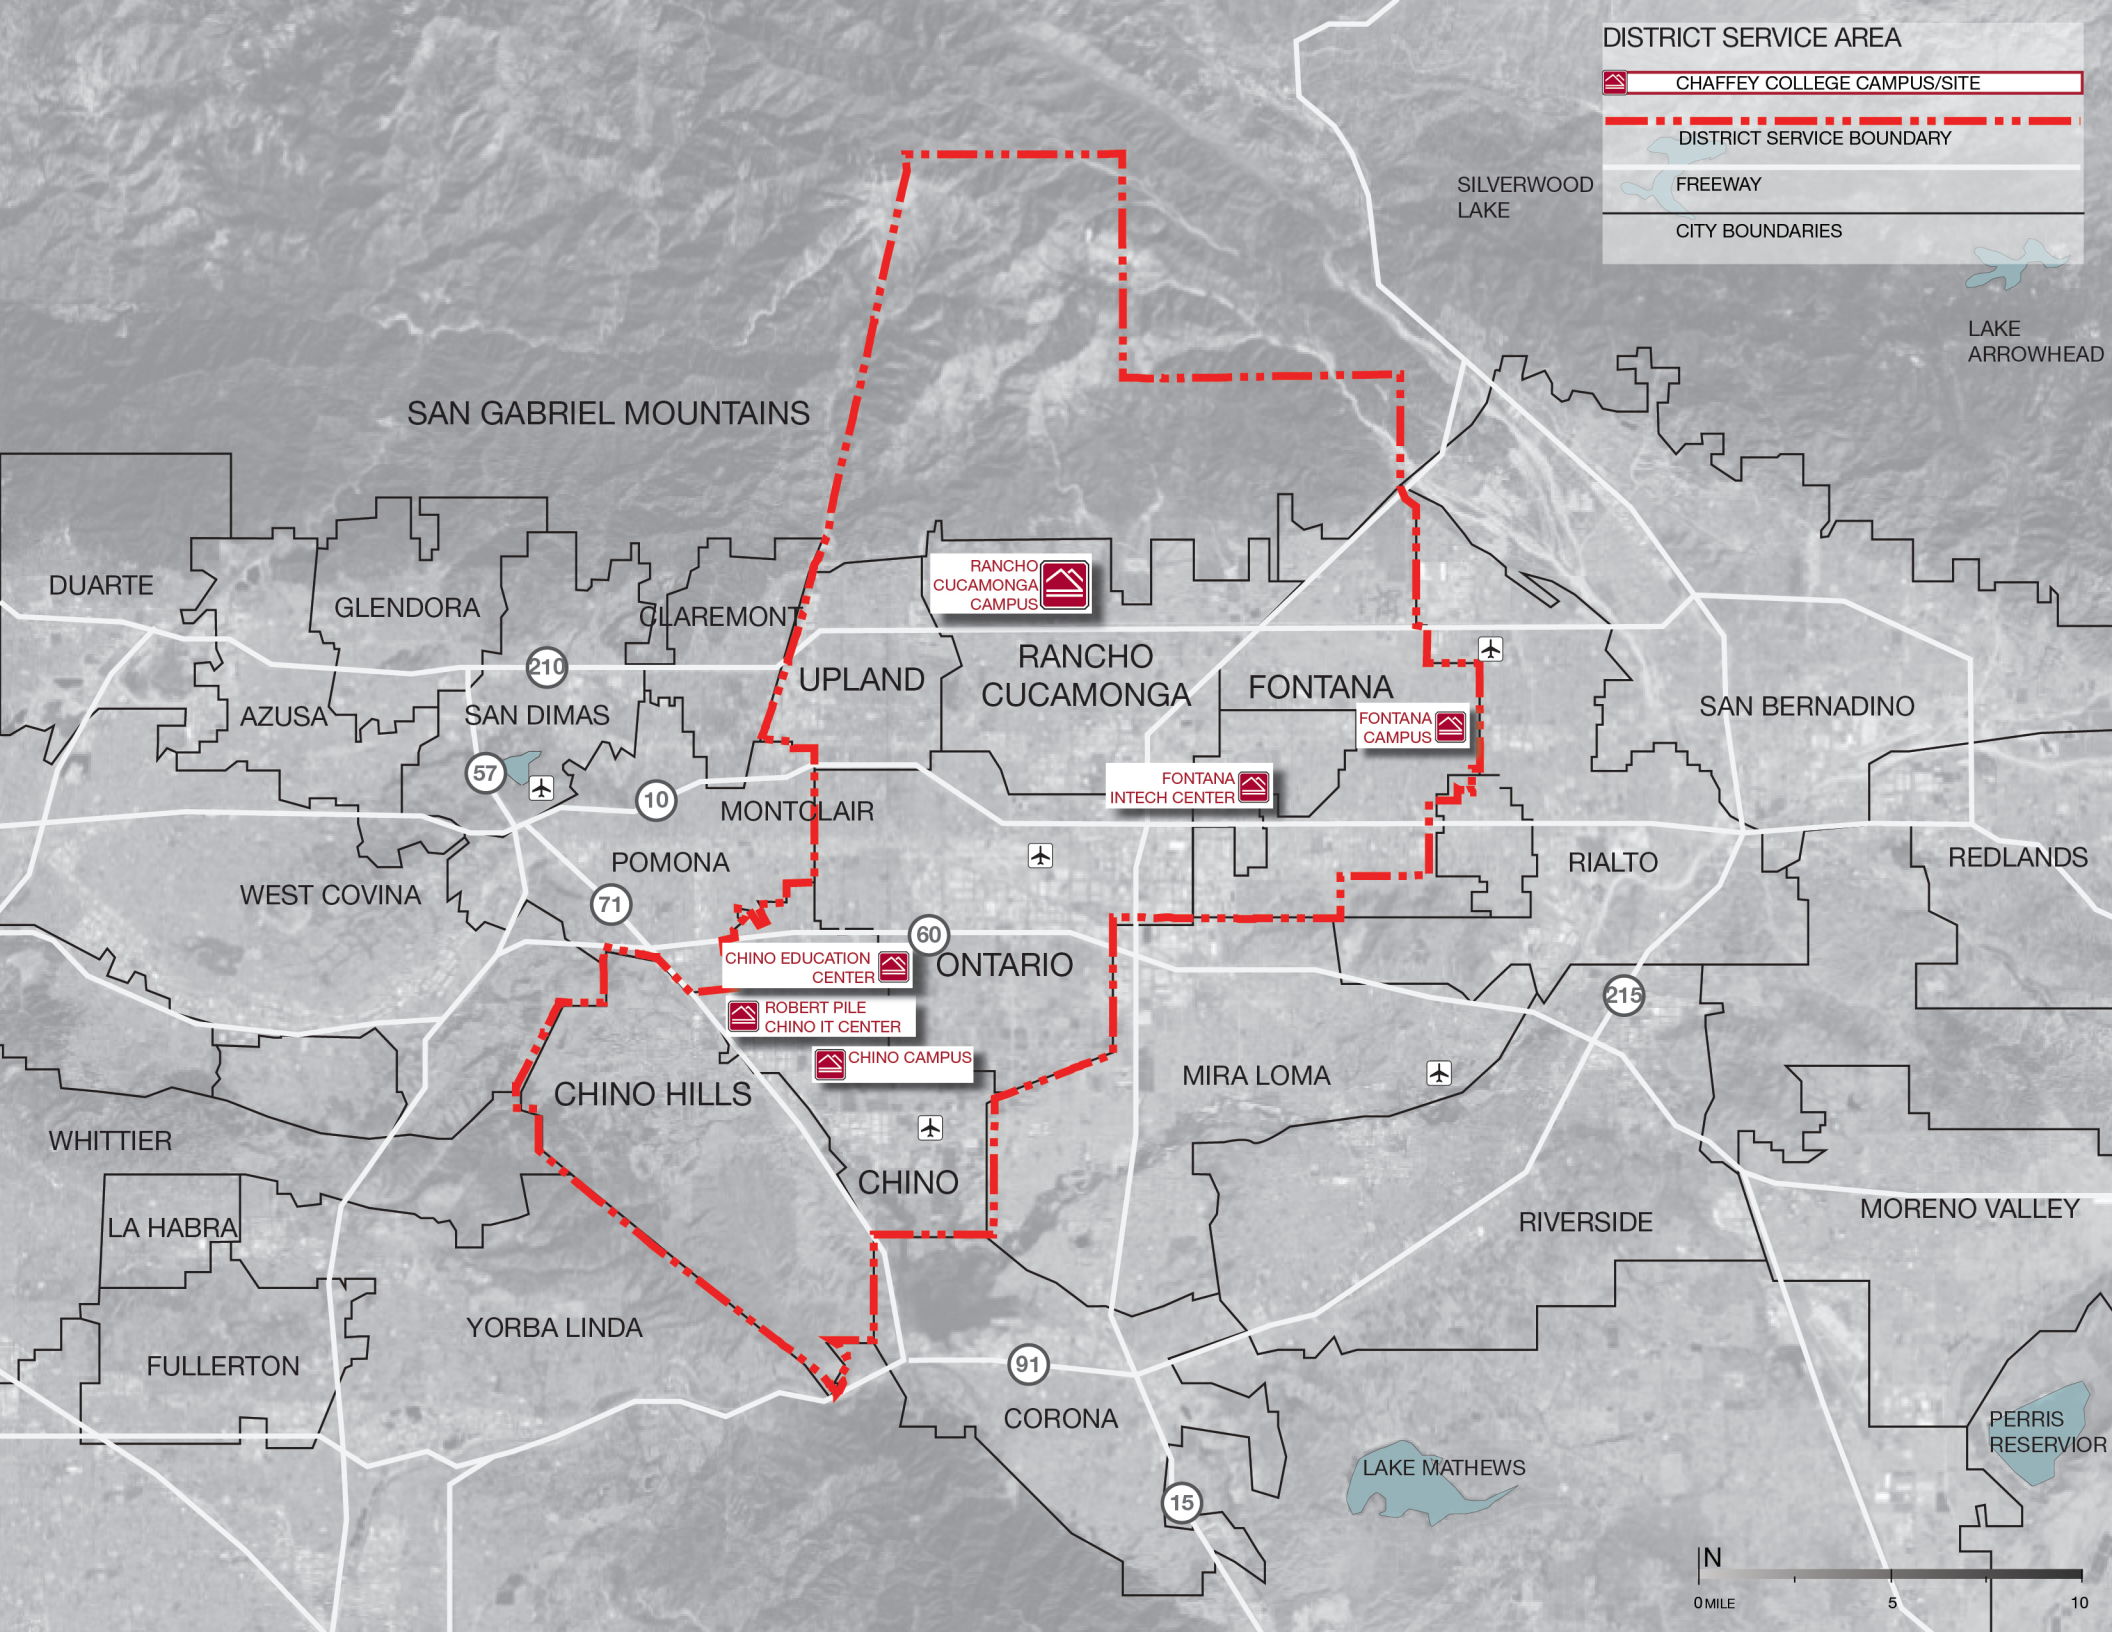 DISTRICT SERVICE AREA
CHAFFEY COLLEGE CAMPUS/SITE
DISTRICT SERVICE BOUNDARY
FREEWAY
CITY BOUNDARIES
SILVERWOOD
LAKE
LAKE
ARROWHEAD
SAN GABRIEL MOUNTAINS
DUARTE
GLENDORA
CLAREMONT
RANCHO
CUCAMONGA
CAMPUS
210
UPLAND
RANCHO
CUCAMONGA
FONTANA
AZUSA
SAN DIMAS
SAN BERNADINO
FONTANA
CAMPUS
57
10
FONTANA
INTECH CENTER
MONTCLAIR
POMONA
RIALTO
REDLANDS
WEST COVINA
71
60
CHINO EDUCATION
CENTER
ONTARIO
215
ROBERT PILE
CHINO IT CENTER
CHINO CAMPUS
MIRA LOMA
CHINO HILLS
WHITTIER
CHINO
LA HABRA
RIVERSIDE
MORENO VALLEY
YORBA LINDA
FULLERTON
91
CORONA
PERRIS
RESERVIOR
LAKE MATHEWS
15
N
0 MILE
5
10